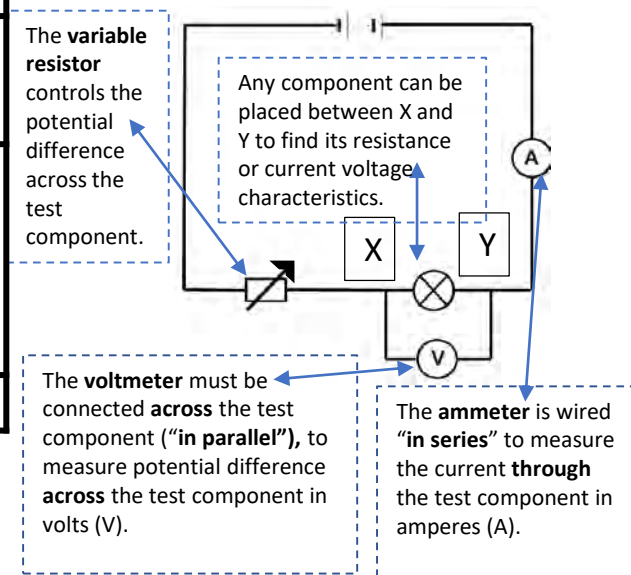 The variable
resistor
controls the
potential
difference
across the
test
component.
Any component can be
placed between X and
Y to find its resistance
or current voltage
characteristics.
A
X
Y
V
The voltmeter must be
connected across the test
component (“in parallel”), to
measure potential difference
across the test component in
volts (V).
The ammeter is wired
“in series” to measure
the current through
the test component in
amperes (A).